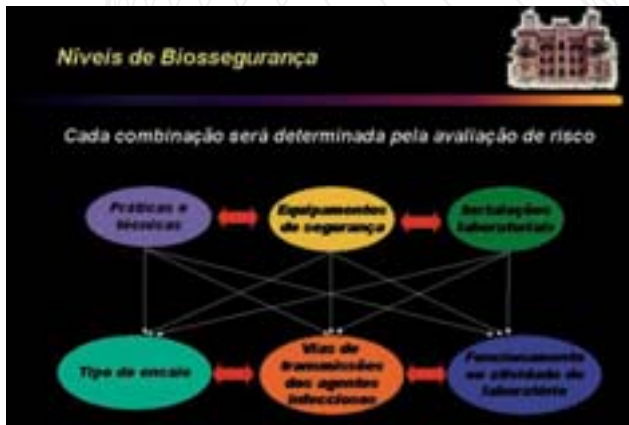 Níveis de Biossegurança
Cada combinação será determinada pela avaliação de risco
Práticas e
técnicas
Equipamentos
de segurança
Instalações
laboratoriais
Tipo de ensaio
Vias de
transmissões
dos agentes
infecciosos
Funcionamento
ou atividade do
laboratório